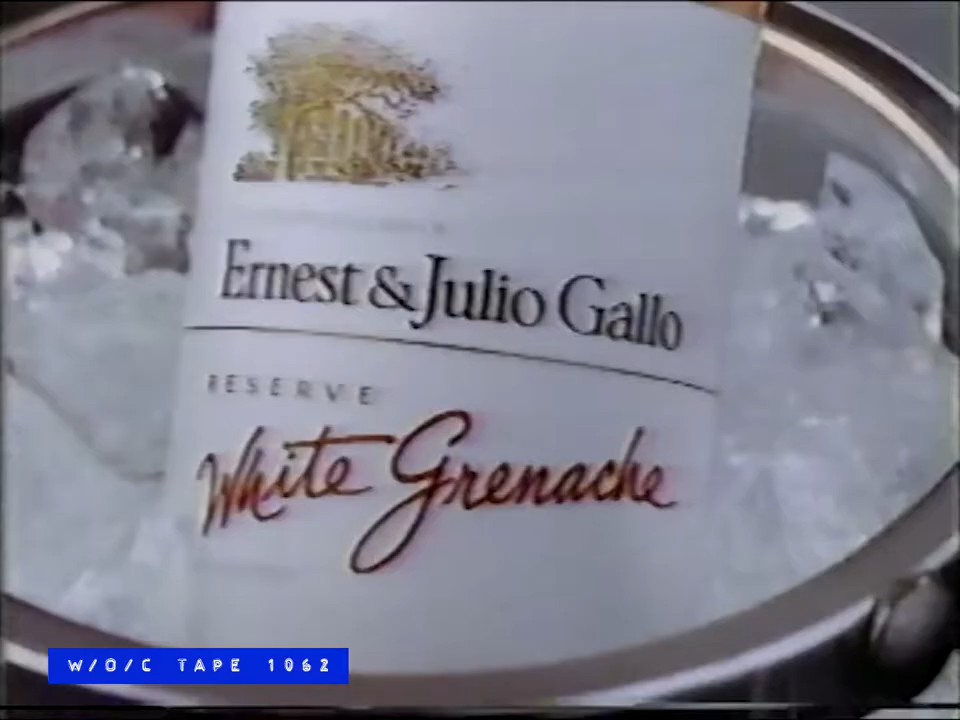 Ernest & Julio Gallo
RESERVE
White Grenache
W/O/C TAPE 1062